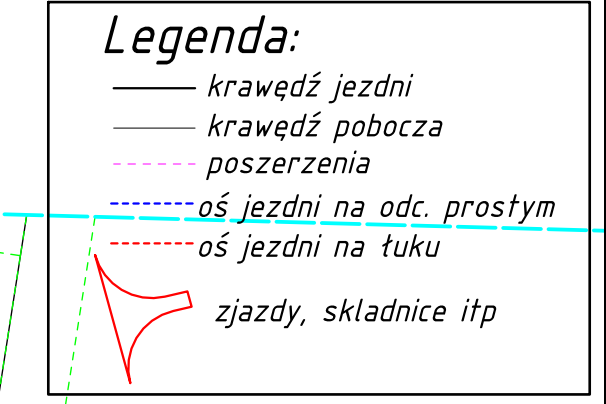 Legenda:
krawędź jezdni
krawędź pobocza
poszerzenia
oś jezdni na odc. prostym
oś jezdni na łuku
zjazdy, skladnice itp